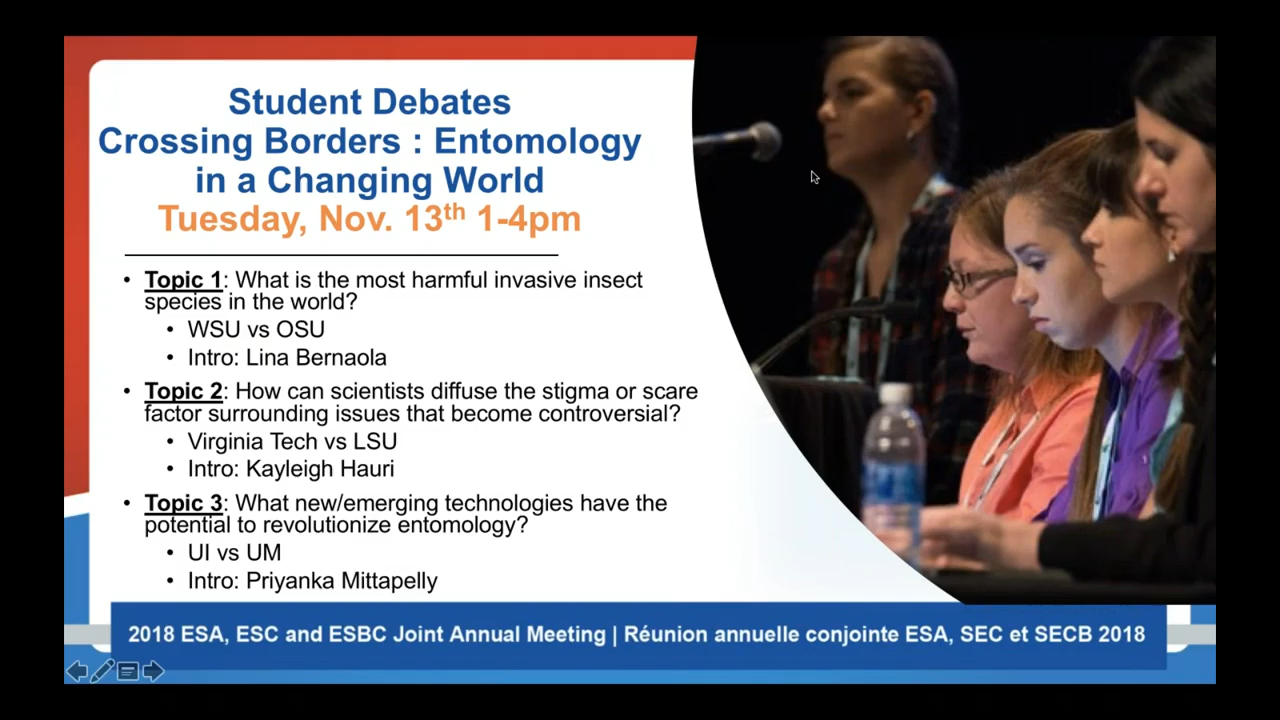 Student Debates
Crossing Borders : Entomology
in a Changing World
Tuesday, Nov. 13th 1-4pm
• Topic 1: What is the most harmful invasive insect
species in the world?
• WSU vs OSU
• Intro: Lina Bernaola
• Topic 2: How can scientists diffuse the stigma or scare
factor surrounding issues that become controversial?
• Virginia Tech vs LSU
• Intro: Kayleigh Hauri
• Topic 3: What new/emerging technologies have the
potential to revolutionize entomology?
• UI vs UM
• Intro: Priyanka Mittapelly
2018 ESA, ESC and ESBC Joint Annual Meeting | Réunion annuelle conjointe ESA, SEC et SECB 2018